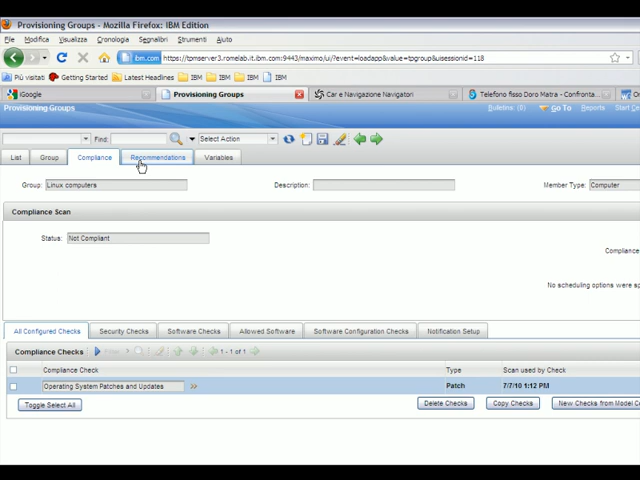 Provisioning Groups - Mozilla Firefox: IBM Edition
File Modifica Visualizza Cronologia Segnalibri Strumenti Aiuto
ibm.com https://tpmserver3.romelab.it.ibm.com:9443/maximo/ui/?event=loadapp&value=tpgroup&uisessionid=118
Più visitati Getting Started Latest Headlines IBM IBM IBM
iGoogle Provisioning Groups Car e Navigazione Navigatori Telefono fisso Doro Matra - Confronta...
Provisioning Groups Bulletins: (0) Go To Reports Start Ce
Find: Select Action
List Group Compliance Recommendations Variables
Group: Linux computers Description: Member Type: Computer
Compliance Scan
Status: Not Compliant Compliance
No scheduling options were sp
All Configured Checks Security Checks Software Checks Allowed Software Software Configuration Checks Notification Setup
Compliance Checks 1 - 1 of 1
Compliance Check Type Scan used by Check
Operating System Patches and Updates Patch 7/7/10 1:12 PM
Toggle Select All Delete Checks Copy Checks New Checks from Model Co